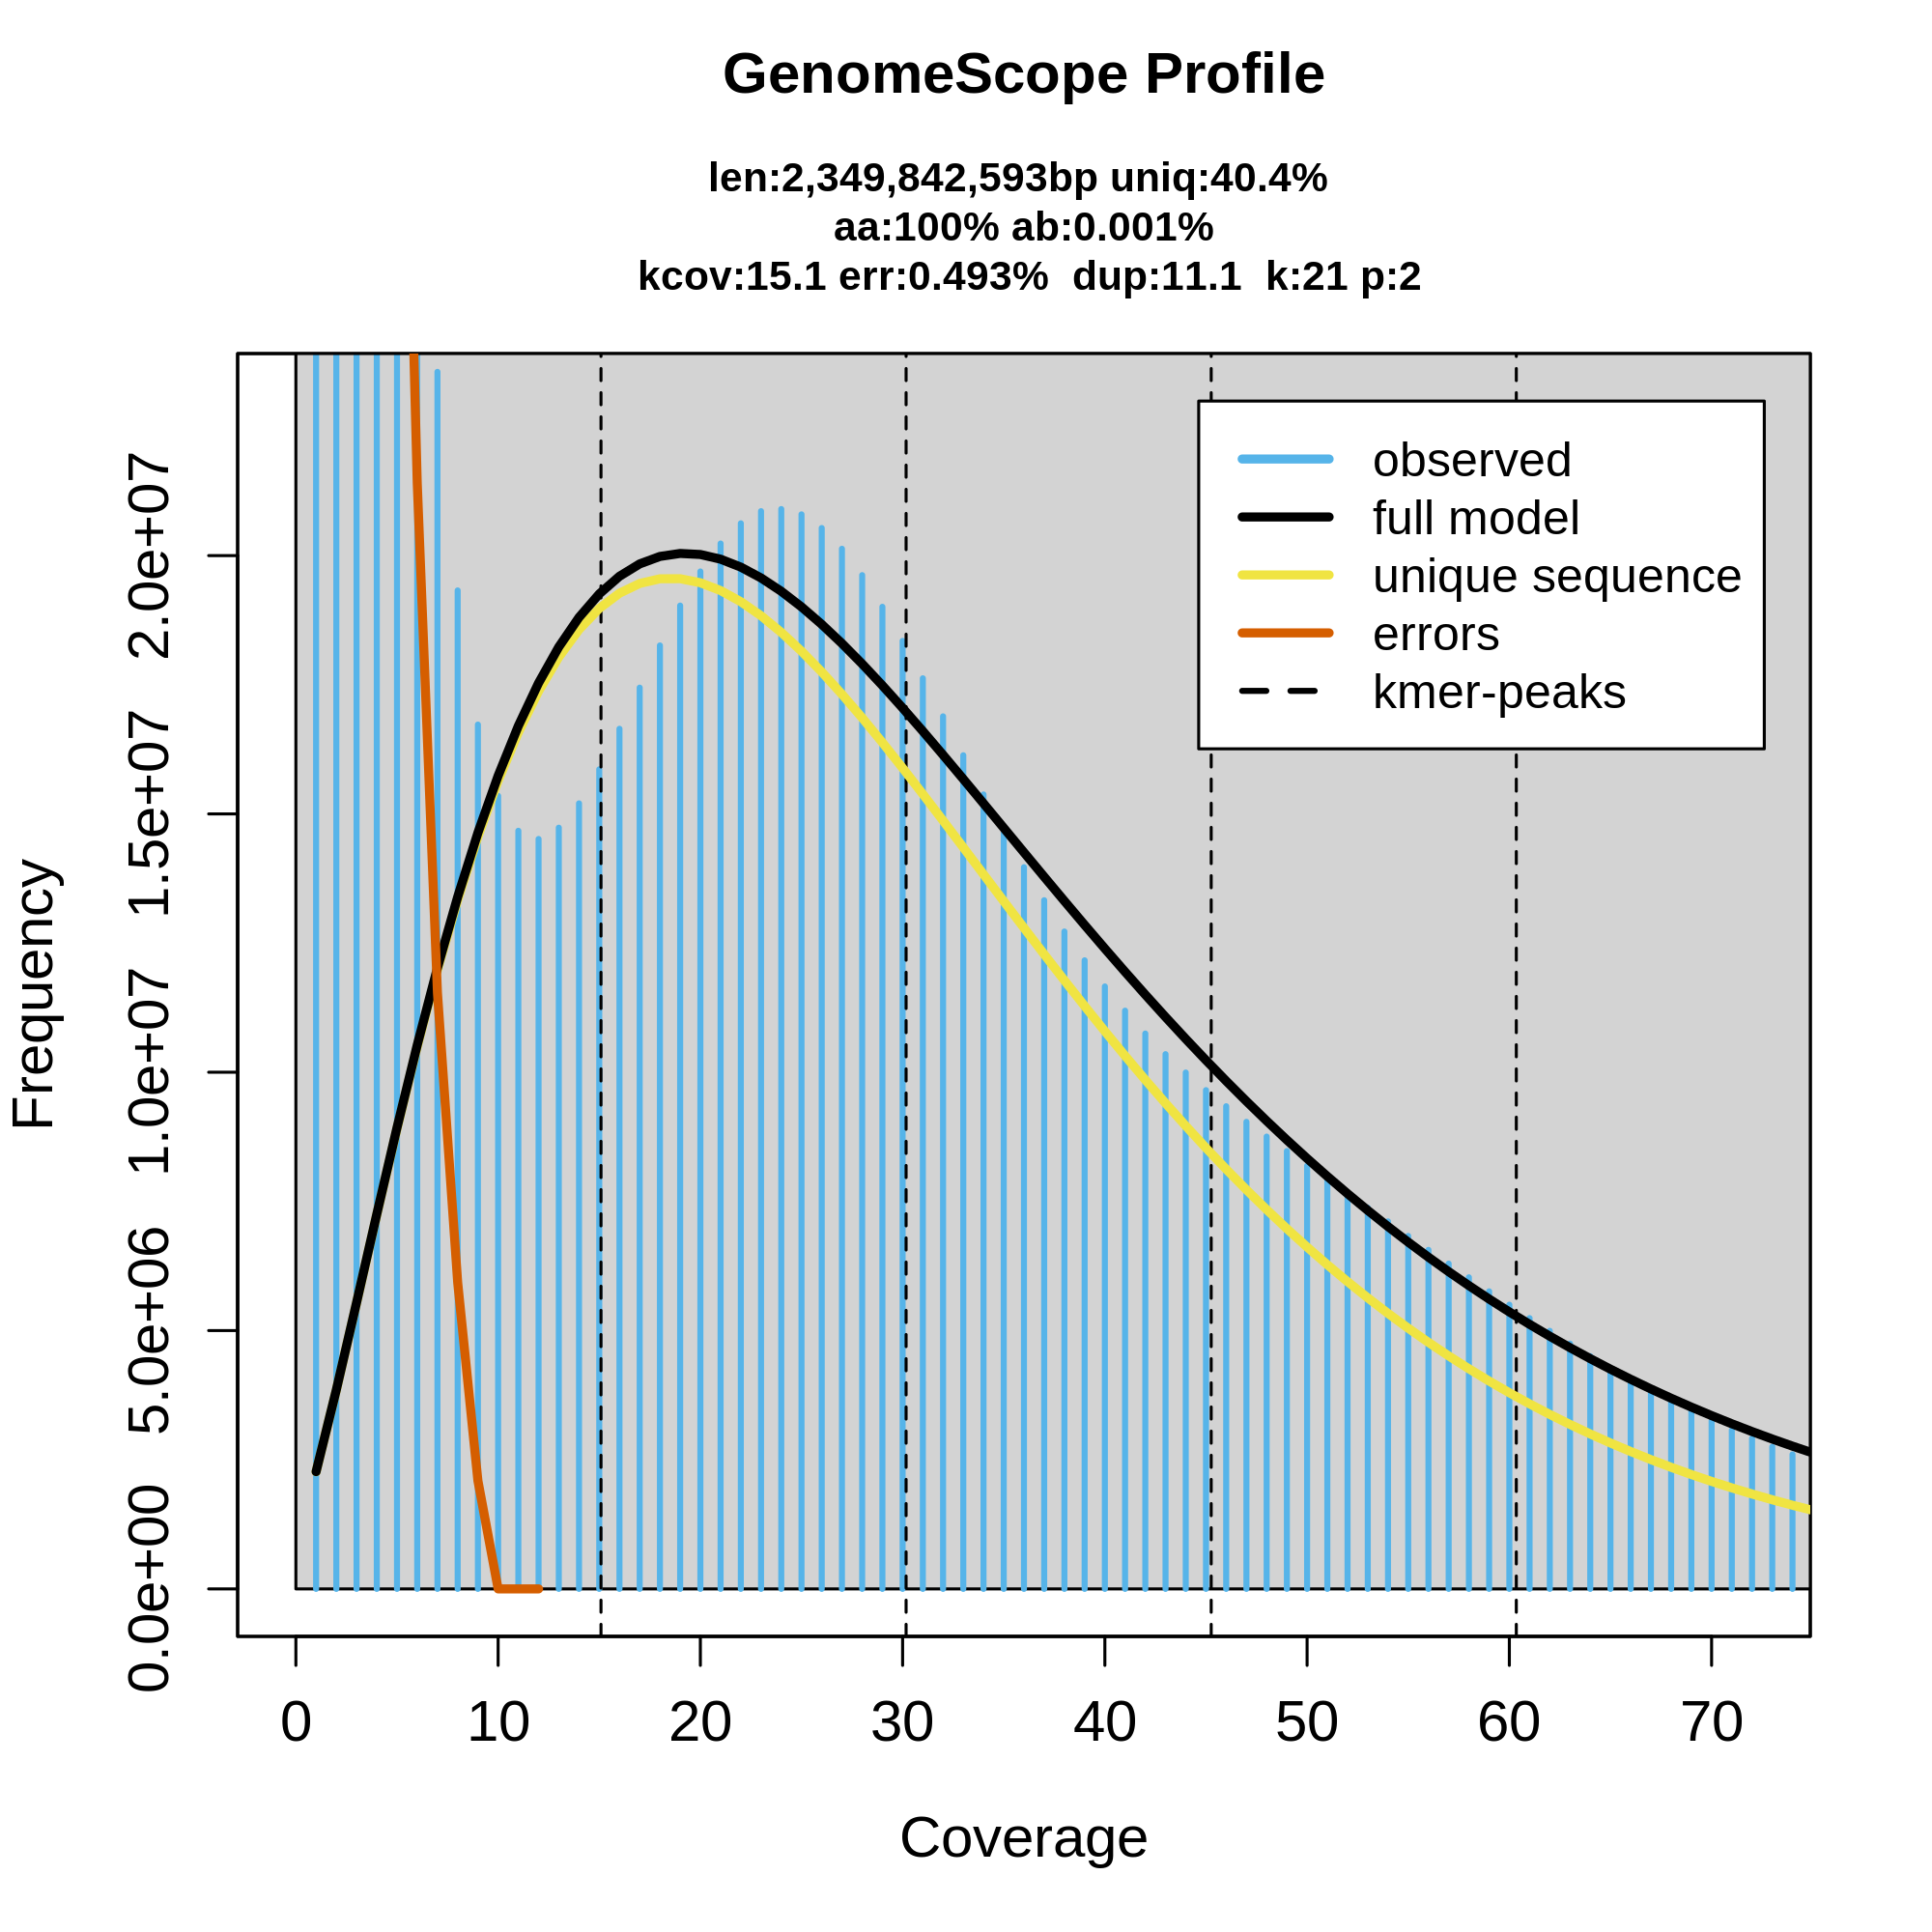 GenomeScope Profile
len:2,349,842,593bp uniq:40.4%
aa:100% ab:0.001%
kcov:15.1 err:0.493%  dup:11.1  k:21 p:2
observed
full model
unique sequence
errors
kmer-peaks
Frequency
2.0e+07
1.5e+07
1.0e+07
5.0e+06
0.0e+00
0 10 20 30 40 50 60 70
Coverage